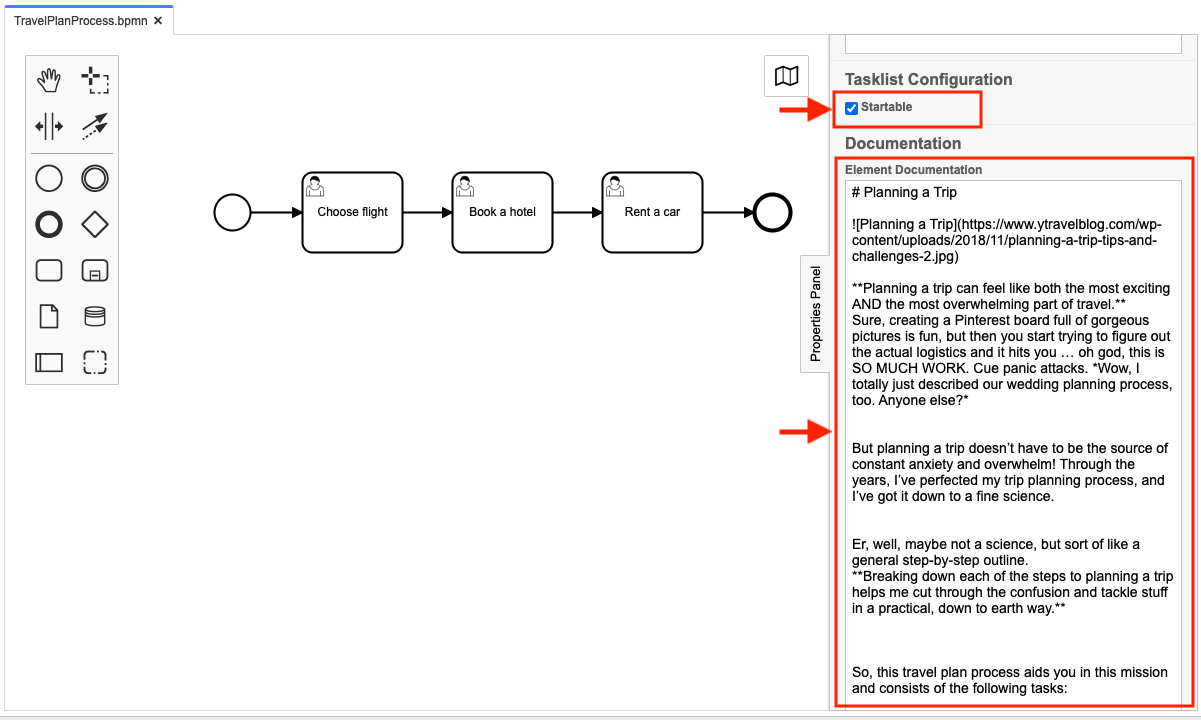 TravelPlanProcess.bpmn ×
Tasklist Configuration
Startable
Documentation
Element Documentation
# Planning a Trip
![Planning a Trip](https://www.ytravelblog.com/wp-
content/uploads/2018/11/planning-a-trip-tips-and-
challenges-2.jpg)
**Planning a trip can feel like both the most exciting
AND the most overwhelming part of travel.**
Sure, creating a Pinterest board full of gorgeous
pictures is fun, but then you start trying to figure out
the actual logistics and it hits you … oh god, this is
SO MUCH WORK. Cue panic attacks. *Wow, I
totally just described our wedding planning process,
too. Anyone else?*
But planning a trip doesn’t have to be the source of
constant anxiety and overwhelm! Through the
years, I’ve perfected my trip planning process, and
I’ve got it down to a fine science.
Er, well, maybe not a science, but sort of like a
general step-by-step outline.
**Breaking down each of the steps to planning a trip
helps me cut through the confusion and tackle stuff
in a practical, down to earth way.**
So, this travel plan process aids you in this mission
and consists of the following tasks:
Choose flight
Book a hotel
Rent a car
Properties Panel